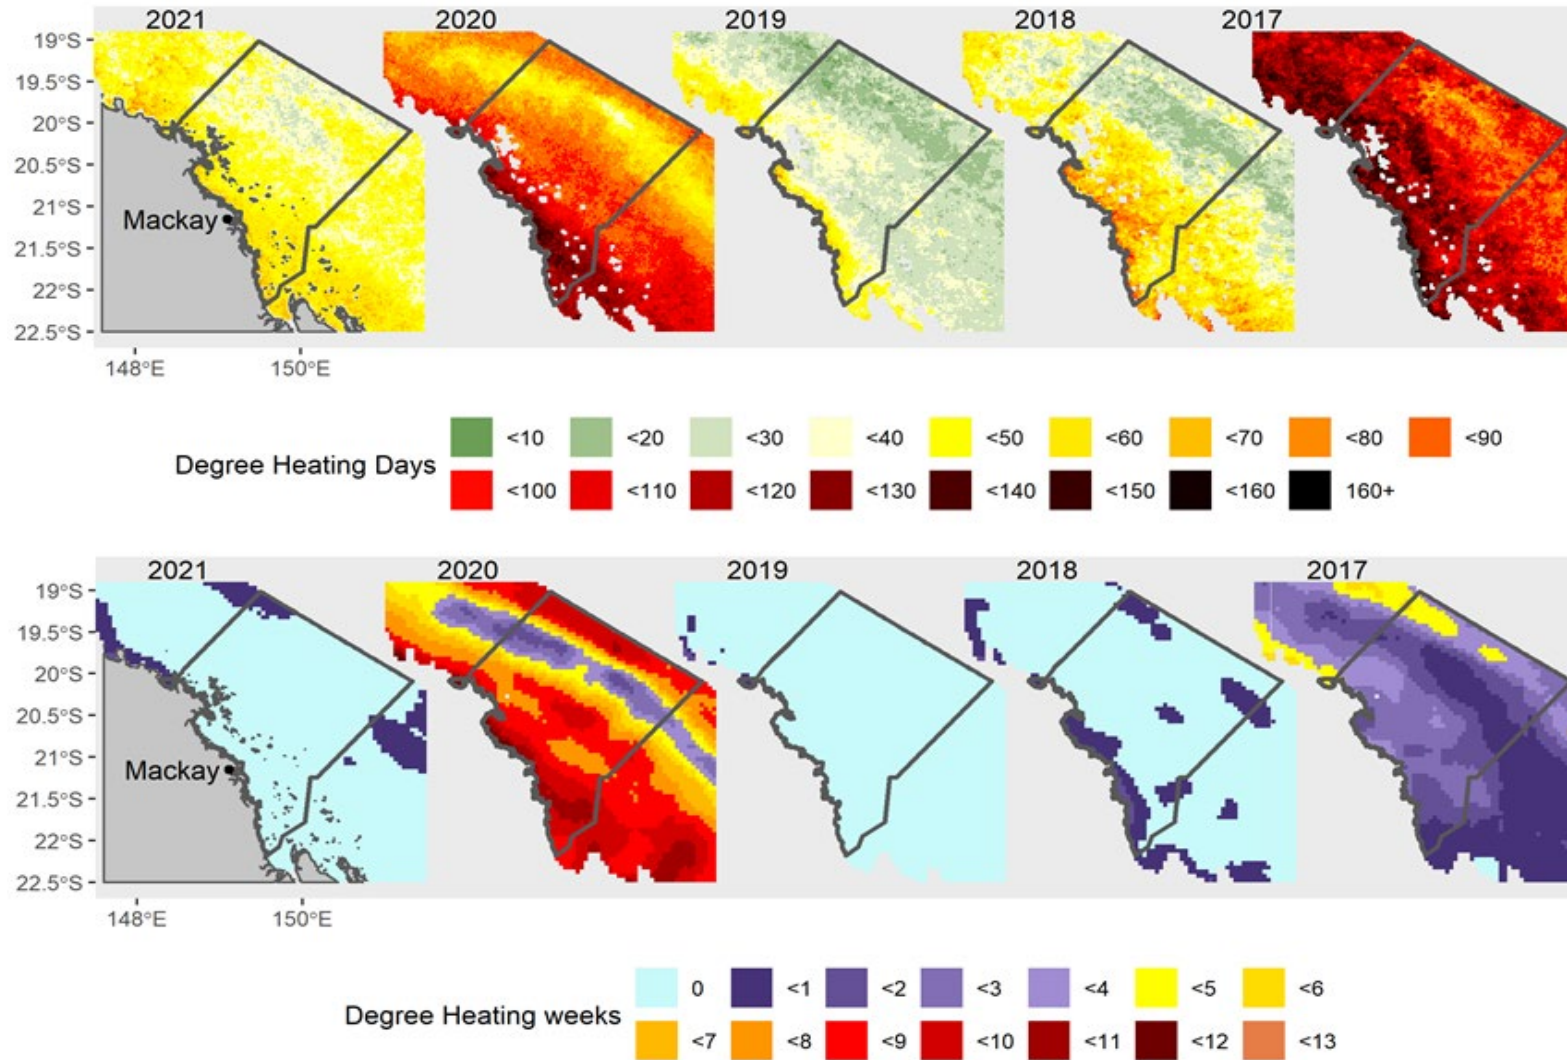 2021 2020 2019 2018 2017
19°S
19.5°S
20°S
20.5°S
21°S
Mackay
21.5°S
22°S
22.5°S
148°E 150°E
Degree Heating Days
<10 <20 <30 <40 <50 <60 <70 <80 <90
<100 <110 <120 <130 <140 <150 <160 160+
2021 2020 2019 2018 2017
19°S
19.5°S
20°S
20.5°S
21°S
Mackay
21.5°S
22°S
22.5°S
148°E 150°E
Degree Heating weeks
0 <1 <2 <3 <4 <5 <6
<7 <8 <9 <10 <11 <12 <13